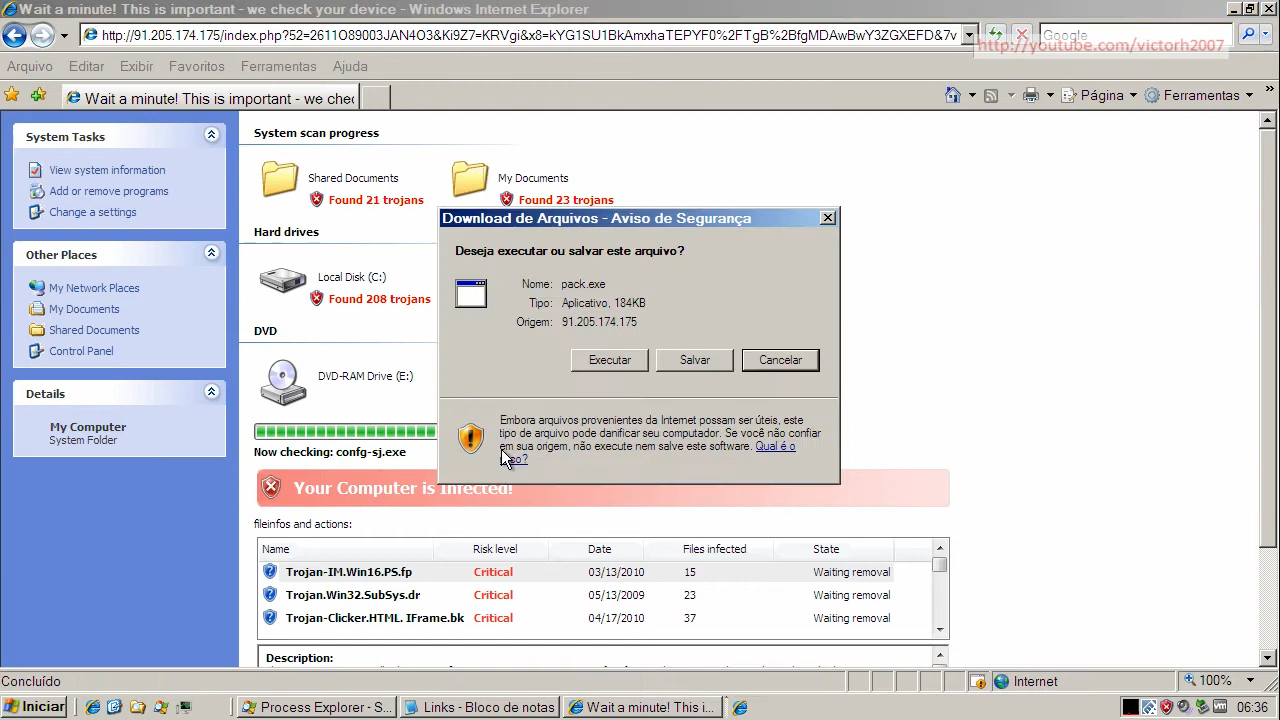 Wait a minute! This is important - we check your device - Windows Internet Explorer
http://91.205.174.175/index.php?52=2611O89003JAN4O3&Ki9Z7=KRVgi&x8=kYG1SU1BkAmxhaTEPYF0%2FTgB%2BfgMDAwBwY3ZGXEFD&7v
Google
http://youtube.com/victorh2007
Arquivo Editar Exibir Favoritos Ferramentas Ajuda
Wait a minute! This is important - we chec
Página Ferramentas
System Tasks
View system information
Add or remove programs
Change a settings
Other Places
My Network Places
My Documents
Shared Documents
Control Panel
Details
My Computer
System Folder
System scan progress
Shared Documents
Found 21 trojans
My Documents
Found 23 trojans
Hard drives
Local Disk (C:)
Found 208 trojans
DVD
DVD-RAM Drive (E:)
Now checking: confg-sj.exe
Your Computer is Infected!
Download de Arquivos - Aviso de Segurança
Deseja executar ou salvar este arquivo?
Nome: pack.exe
Tipo: Aplicativo, 184KB
Origem: 91.205.174.175
Executar Salvar Cancelar
Embora arquivos provenientes da Internet possam ser úteis, este
tipo de arquivo pode danificar seu computador. Se você não confiar
em sua origem, não execute nem salve este software. Qual é o
fileinfos and actions:
Name Risk level Date Files infected State
Trojan-IM.Win16.PS.fp Critical 03/13/2010 15 Waiting removal
Trojan.Win32.SubSys.dr Critical 05/13/2009 23 Waiting removal
Trojan-Clicker.HTML. IFrame.bk Critical 04/17/2010 37 Waiting removal
Description:
Concluído
Internet
100%
Iniciar
Process Explorer - S...
Links - Bloco de notas
Wait a minute! This i...
06:36